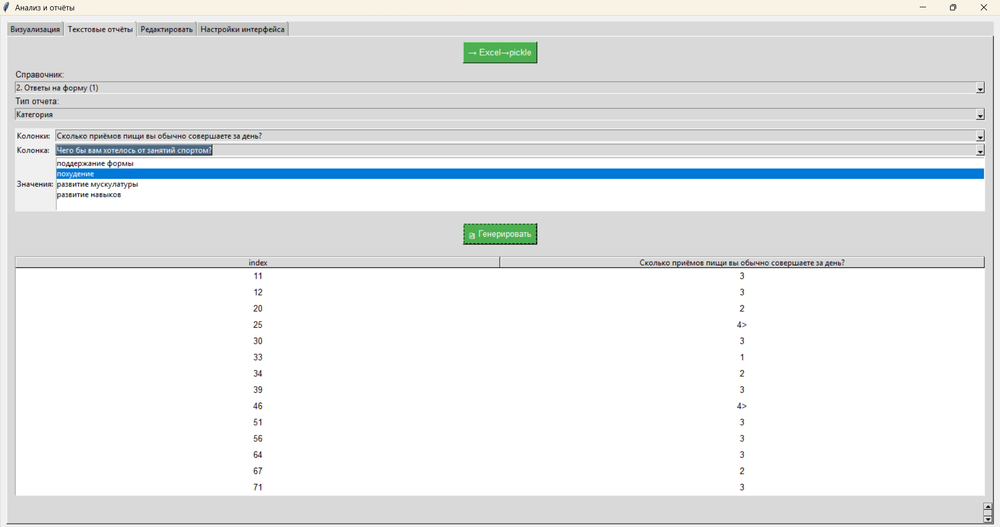 Анализ и отчёты
Визуализация Текстовые отчёты Редактировать Настройки интерфейса
→ Excel→pickle
Справочник:
2. Ответы на форму (1)
Тип отчета:
Категория
Колонки: Сколько приёмов пищи вы обычно совершаете за день?
Колонка: Чего бы вам хотелось от занятий спортом?
поддержание формы
похудение
Значения: развитие мускулатуры
развитие навыков
Генерировать
index Сколько приёмов пищи вы обычно совершаете за день?
11 3
12 3
20 2
25 4>
30 3
33 1
34 2
39 3
46 4>
51 3
56 3
64 3
67 2
71 3